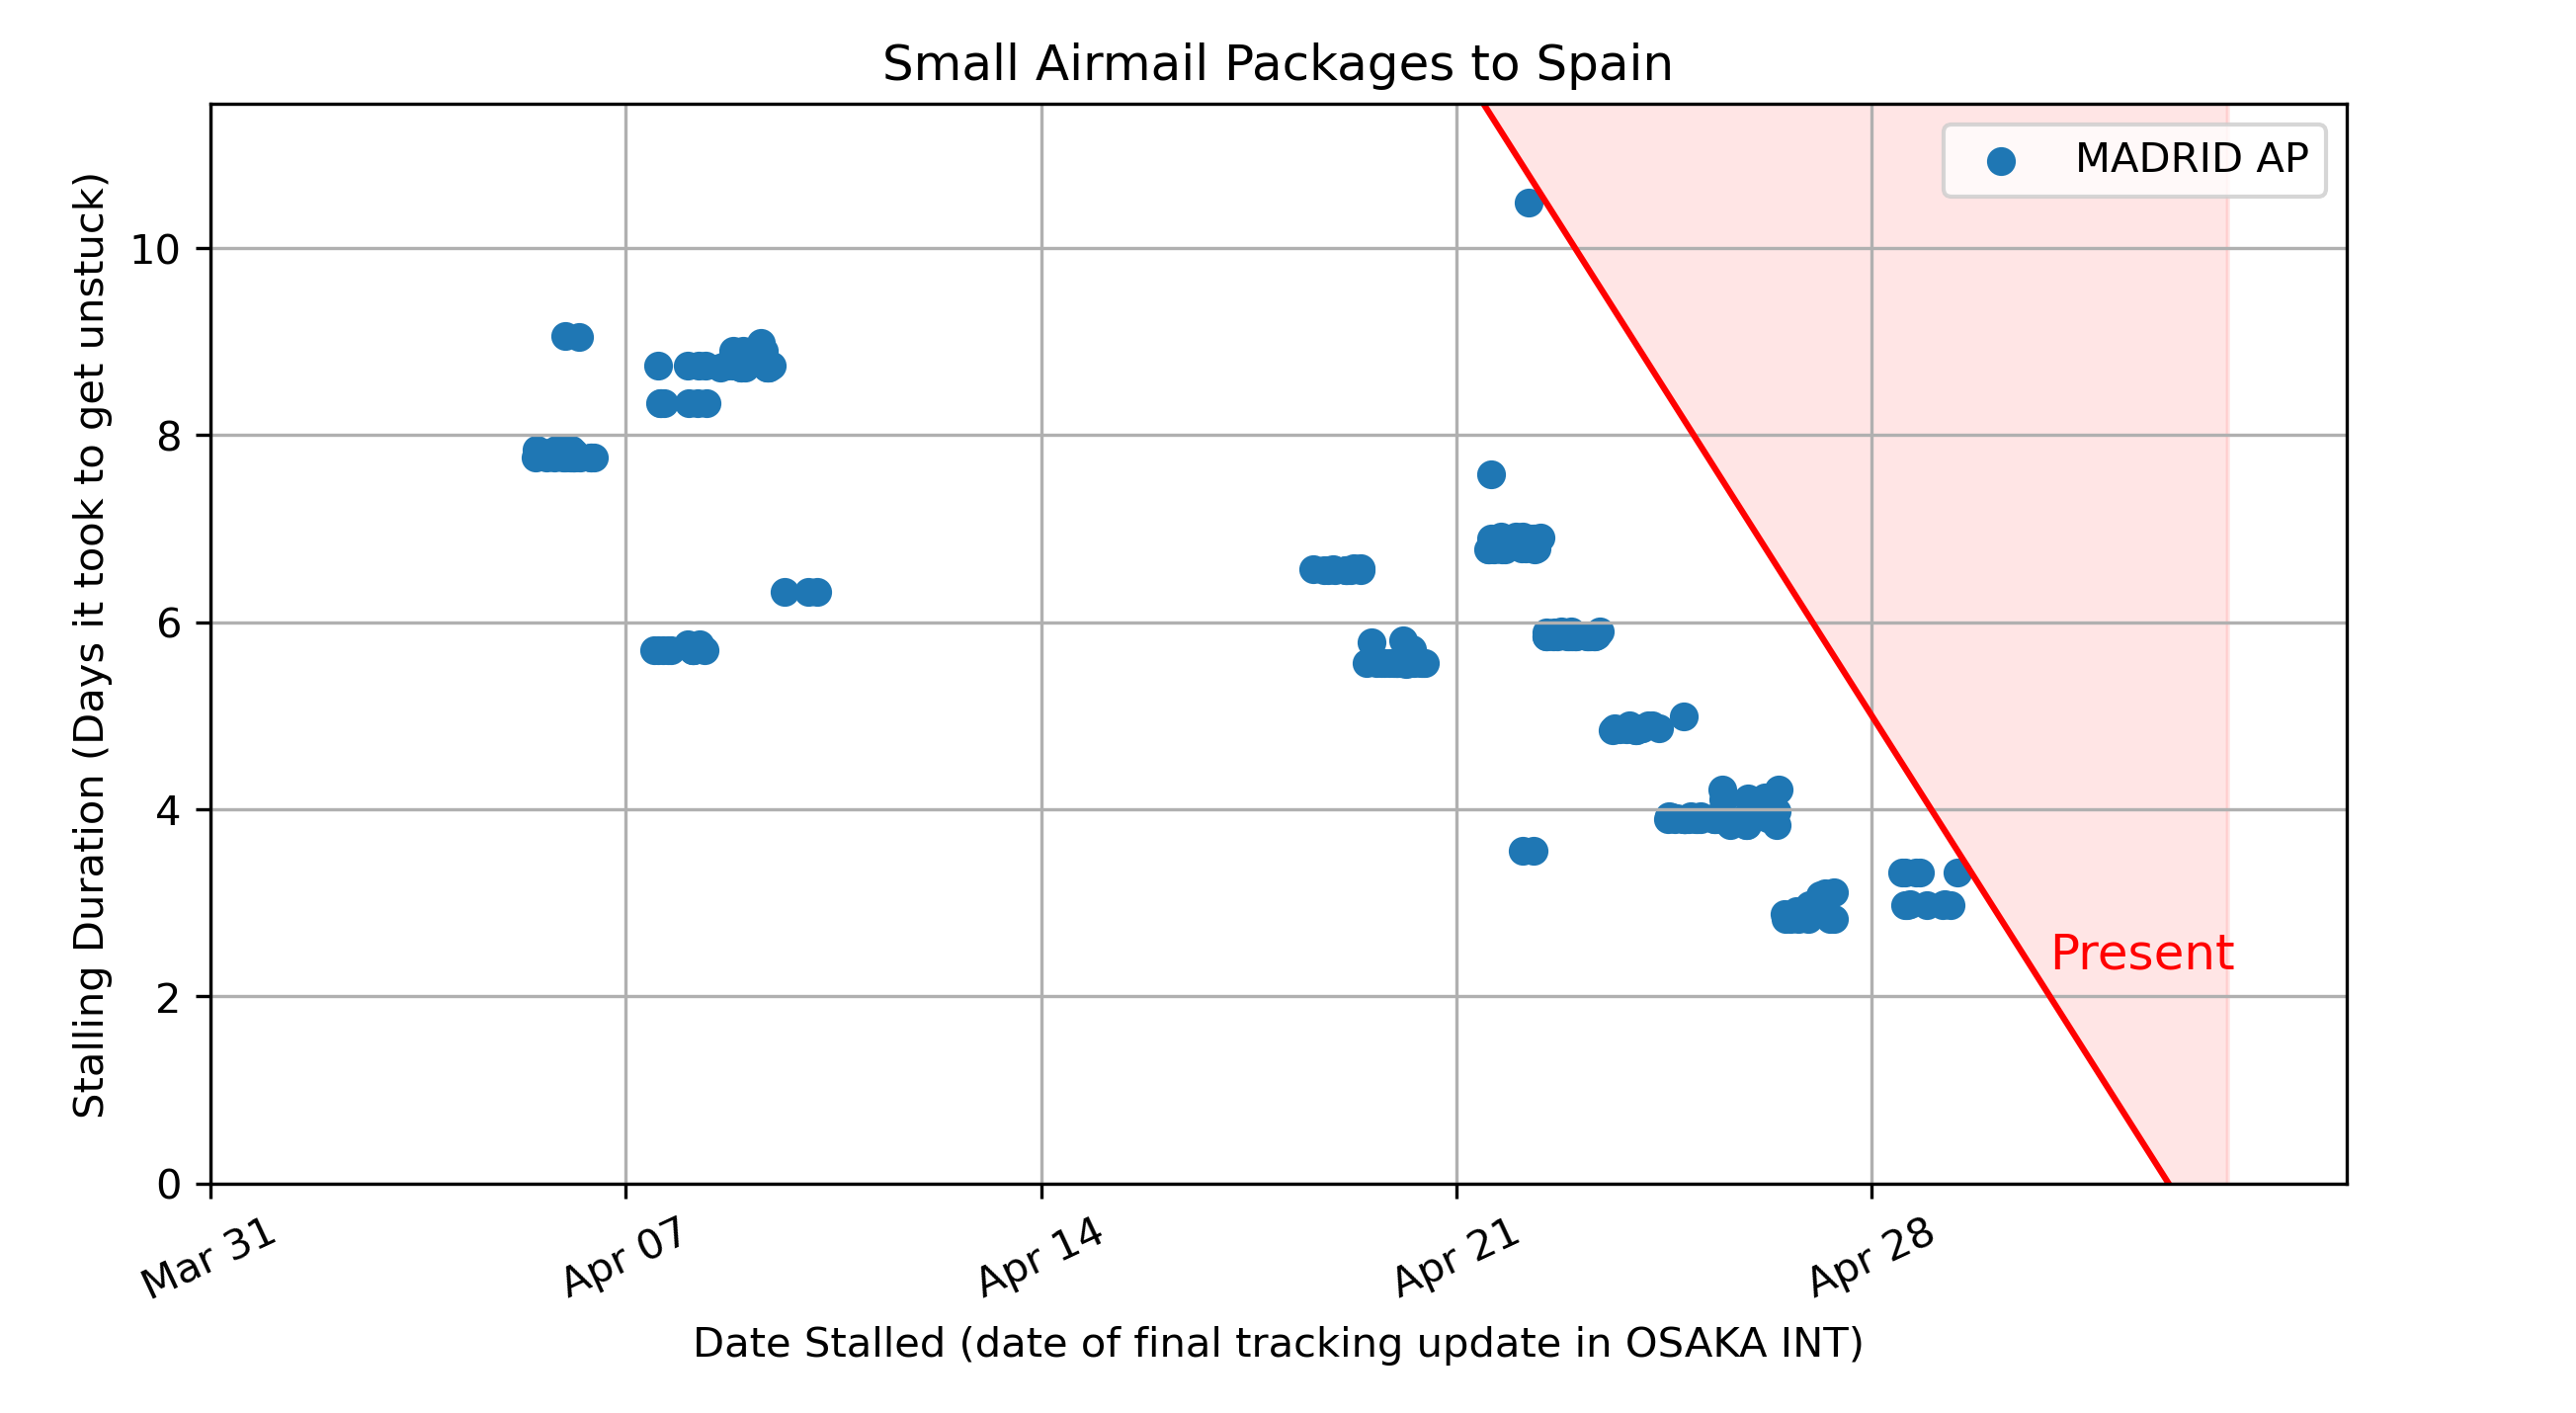 Small Airmail Packages to Spain
MADRID AP
Stalling Duration (Days it took to get unstuck)
10
8
6
4
2
0
Present
Mar 31
Apr 07
Apr 14
Apr 21
Apr 28
Date Stalled (date of final tracking update in OSAKA INT)